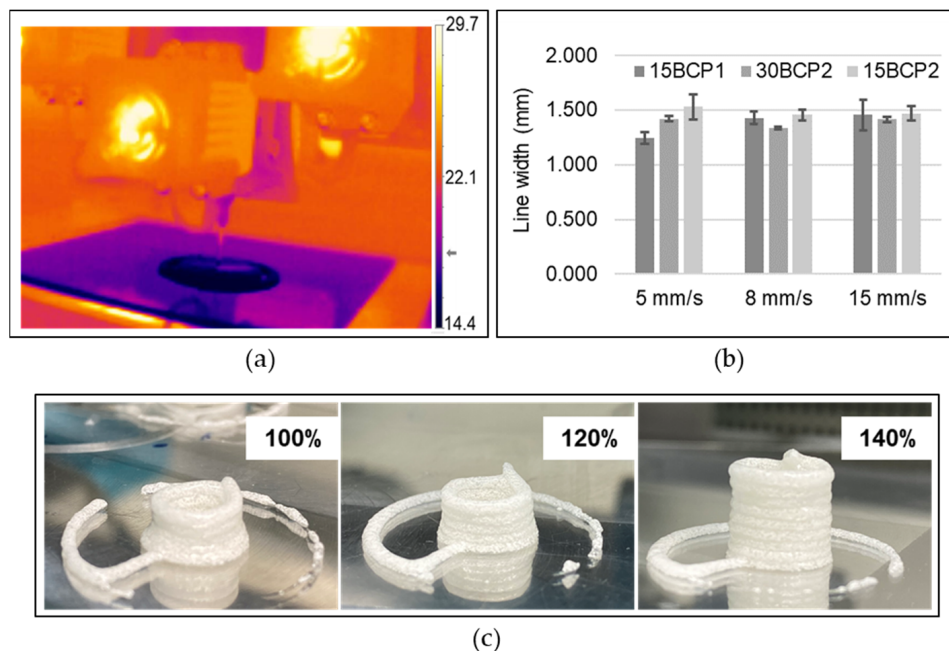 29.7
22.1
14.4
(a)
2.000
15BCP1 30BCP2 15BCP2
1.500
1.000
0.500
0.000
Line width (mm)
5 mm/s 8 mm/s 15 mm/s
(b)
100% 120% 140%
(c)